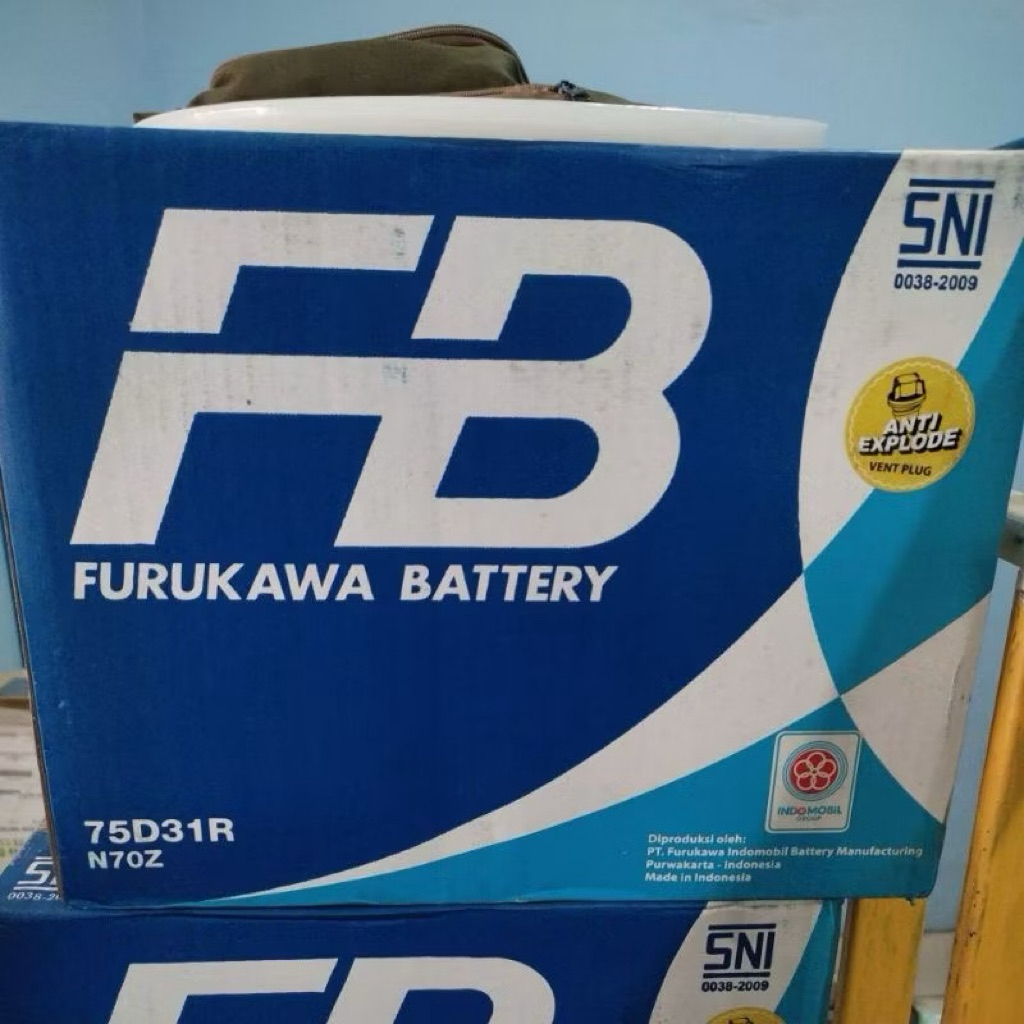 SNI
0038-2009
FB
ANTI
EXPLODE
VENT PLUG
FURUKAWA BATTERY
INDOMOBIL
GROUP
75D31R
N70Z
Diproduksi oleh:
PT. Furukawa Indomobil Battery Manufacturing
Purwakarta - Indonesia
Made in Indonesia
SNI
0038-2009
FB